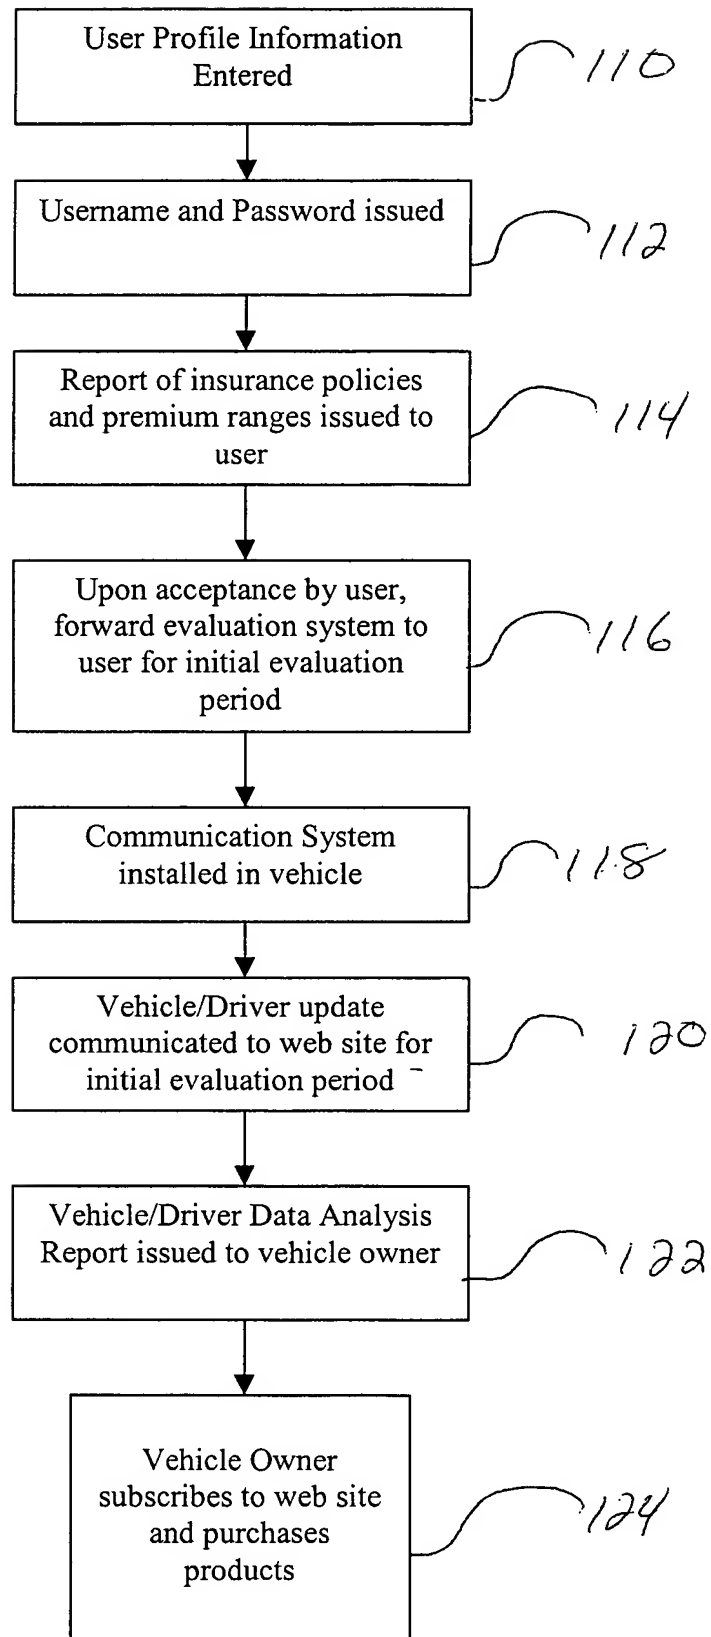 User Profile Information
Entered
110
Username and Password issued
112
Report of insurance policies
and premium ranges issued to
user
114
Upon acceptance by user,
forward evaluation system to
user for initial evaluation
period
116
Communication System
installed in vehicle
118
Vehicle/Driver update
communicated to web site for
initial evaluation period
120
Vehicle/Driver Data Analysis
Report issued to vehicle owner
122
Vehicle Owner
subscribes to web site
and purchases
products
124